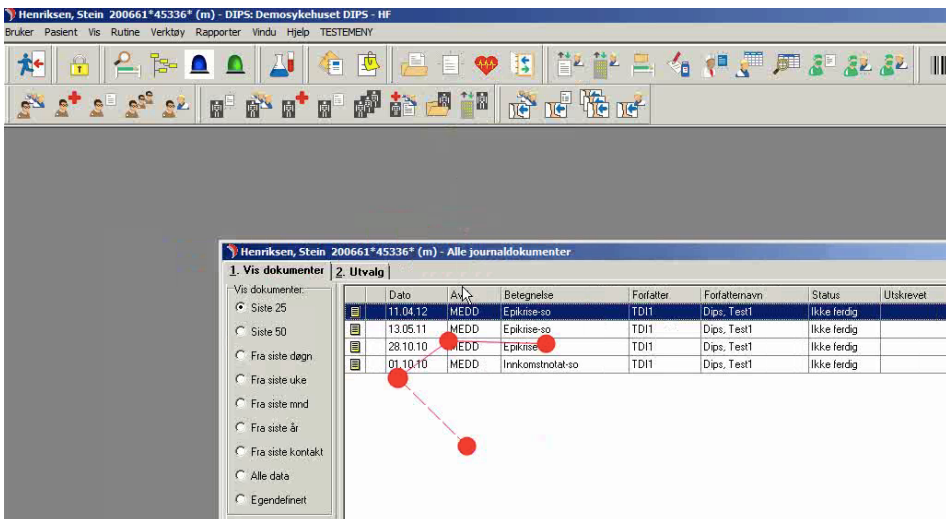 Henriksen, Stein 200661*45336* (m) - DIPS: Demosykehuset DIPS - HF
Bruker Pasient Vis Rutine Verktøy Rapporter Vindu Hjelp TESTEMENY
Henriksen, Stein 200661*45336* (m) - Alle journaldokumenter
1. Vis dokumenter 2. Utvalg
Vis dokumenter:
Siste 25
Siste 50
Fra siste døgn
Fra siste uke
Fra siste mnd
Fra siste år
Fra siste kontakt
Alle data
Egendefinert
Dato Av Betegnelse Forfatter Forfatternavn Status Utskrevet
11.04.12 MEDD Epikrise-so TDI1 Dips, Test1 Ikke ferdig
13.05.11 MEDD Epikrise-so TDI1 Dips, Test1 Ikke ferdig
28.10.10 MEDD Epikrise TDI1 Dips, Test1 Ikke ferdig
01.10.10 MEDD Innkomstnotat-so TDI1 Dips, Test1 Ikke ferdig